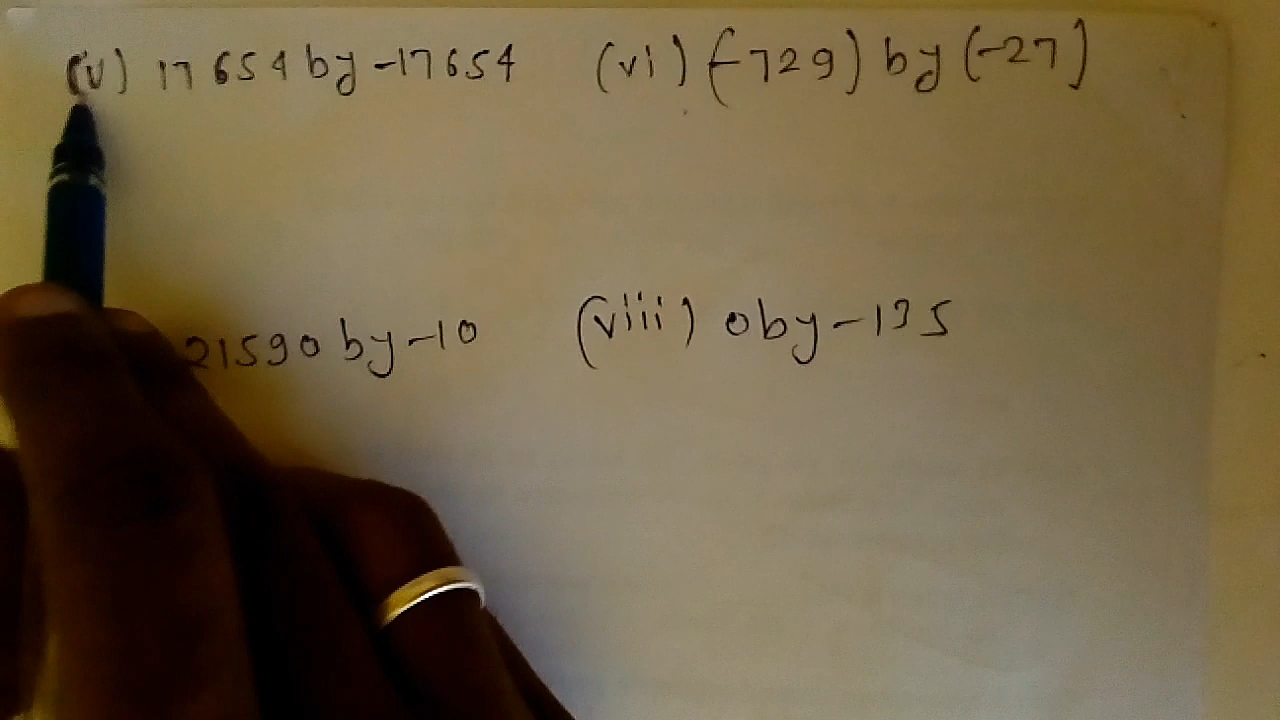 (v) 17654 by -17654 (vi) (-729) by (-27)
21590 by -10 (viii) 0 by -135